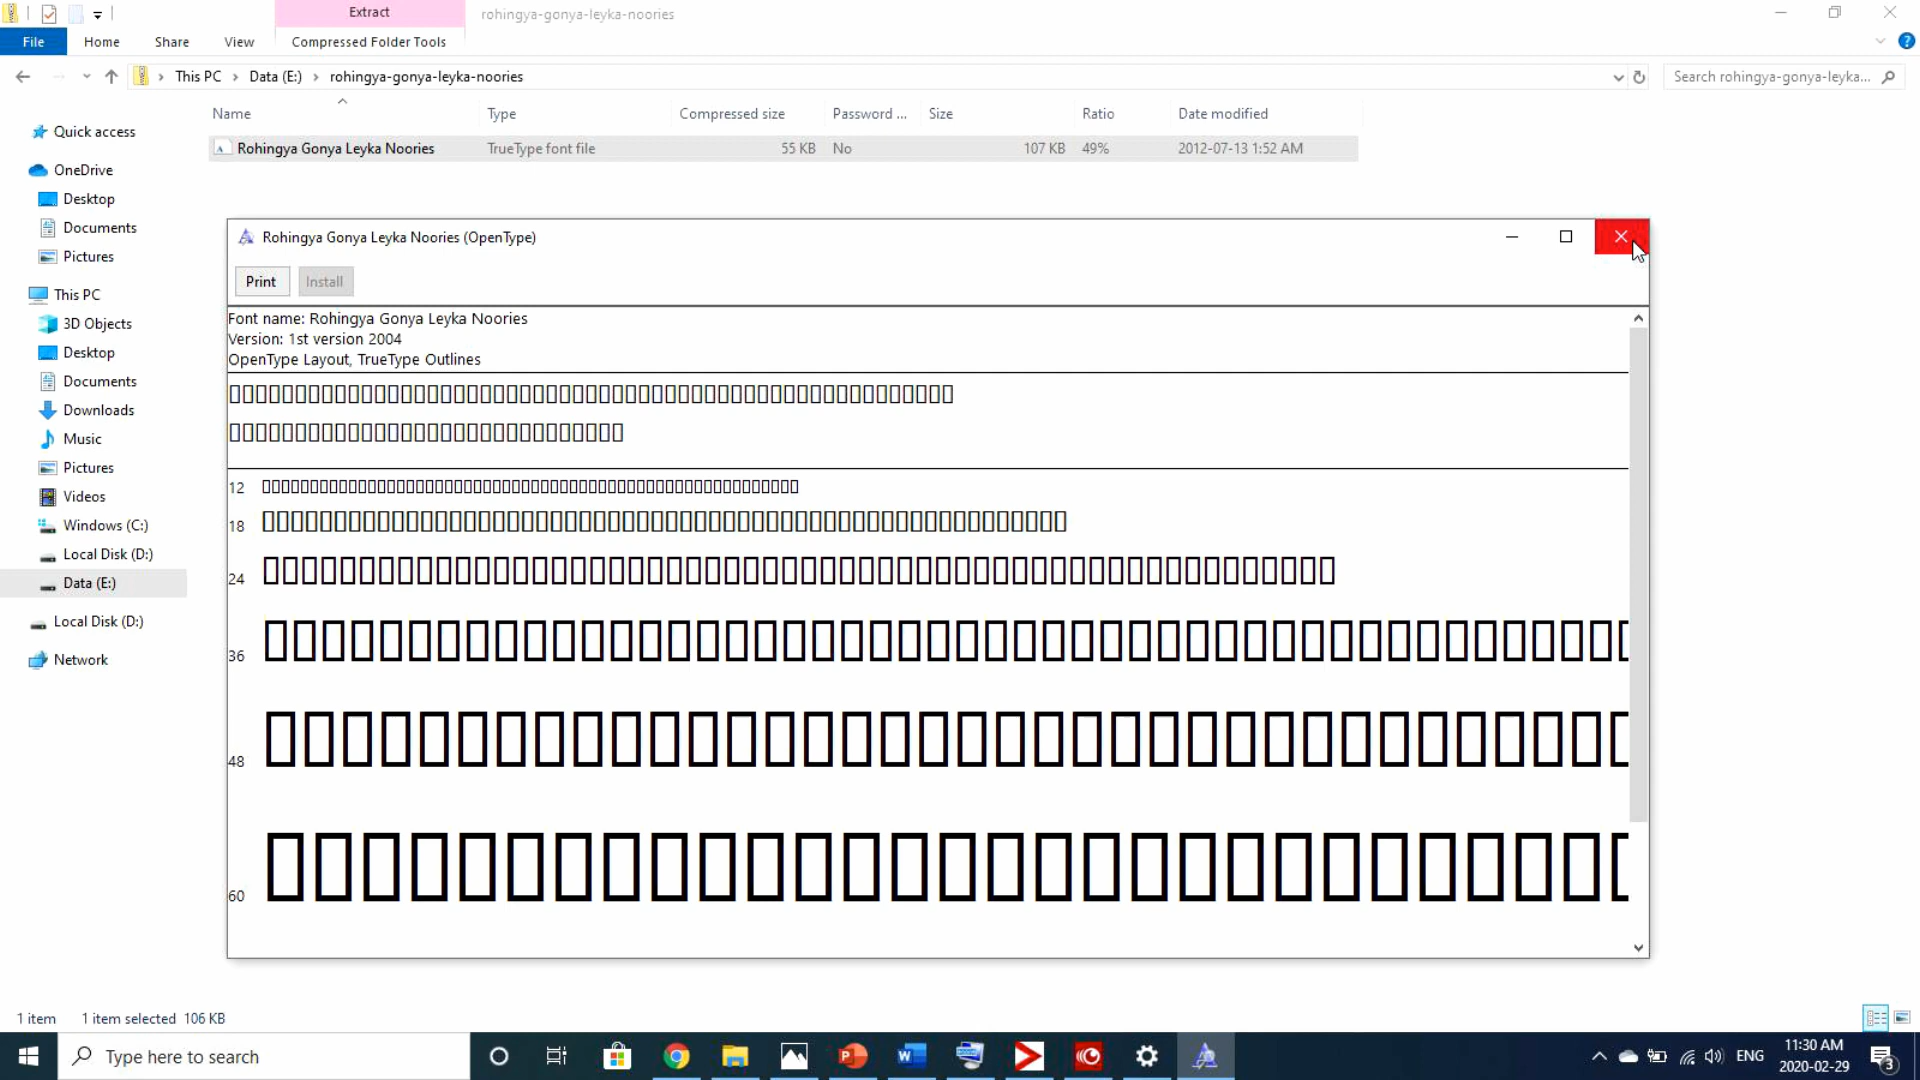 Extract
rohingya-gonya-leyka-noories
File
Home
Share
View
Compressed Folder Tools
This PC
Data (E:)
rohingya-gonya-leyka-noories
Search rohingya-gonya-leyka...
Name
Type
Compressed size
Password ...
Size
Ratio
Date modified
Rohingya Gonya Leyka Noories
TrueType font file
55 KB
No
107 KB
49%
2012-07-13 1:52 AM
Quick access
OneDrive
Desktop
Documents
Pictures
This PC
3D Objects
Desktop
Documents
Downloads
Music
Pictures
Videos
Windows (C:)
Local Disk (D:)
Data (E:)
Local Disk (D:)
Network
Rohingya Gonya Leyka Noories (OpenType)
Print
Install
Font name: Rohingya Gonya Leyka Noories
Version: 1st version 2004
OpenType Layout, TrueType Outlines
12
18
24
36
48
60
1 item
1 item selected 106 KB
Type here to search
ENG
11:30 AM
2020-02-29
3